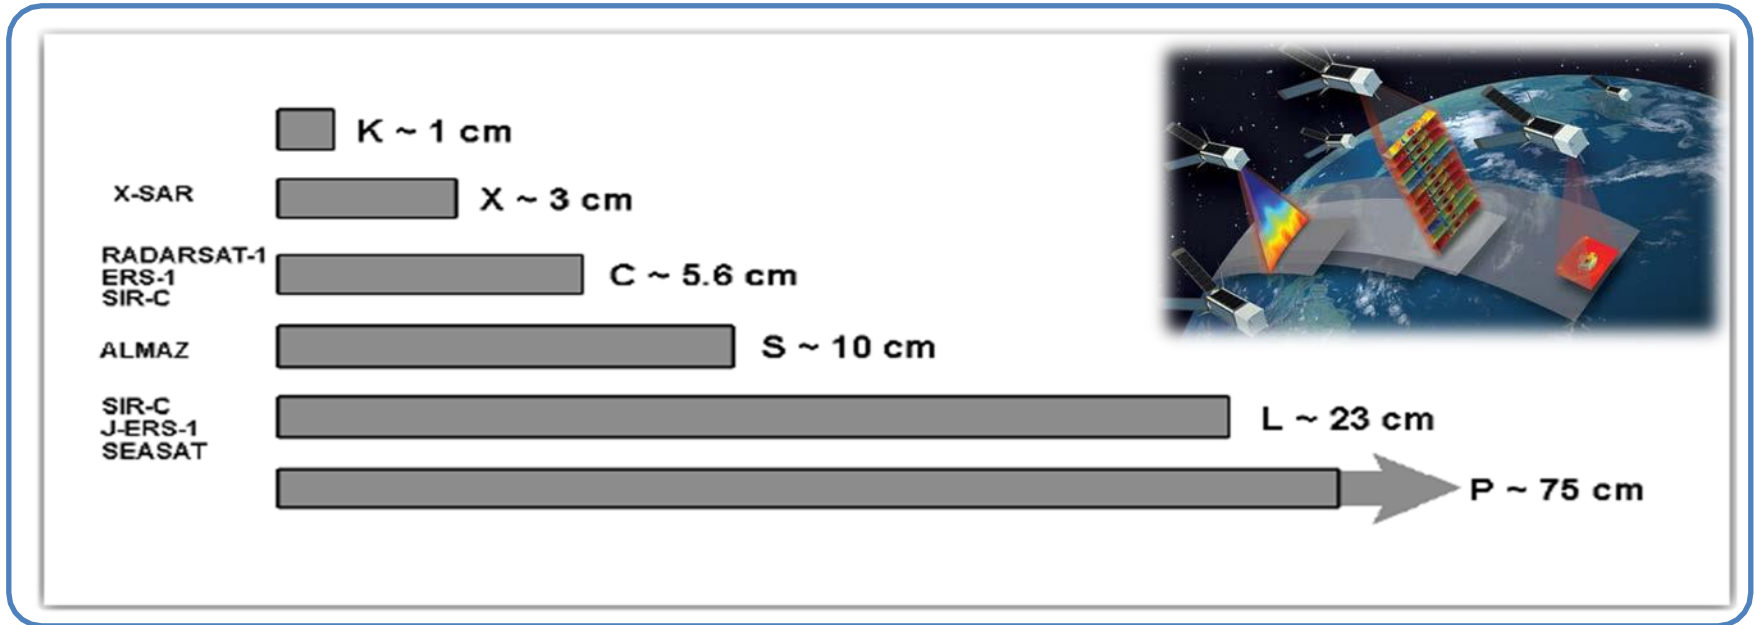 K ~ 1 cm
X-SAR
X ~ 3 cm
RADARSAT-1
ERS-1
SIR-C
C ~ 5.6 cm
ALMAZ
S ~ 10 cm
SIR-C
J-ERS-1
SEASAT
L ~ 23 cm
P ~ 75 cm